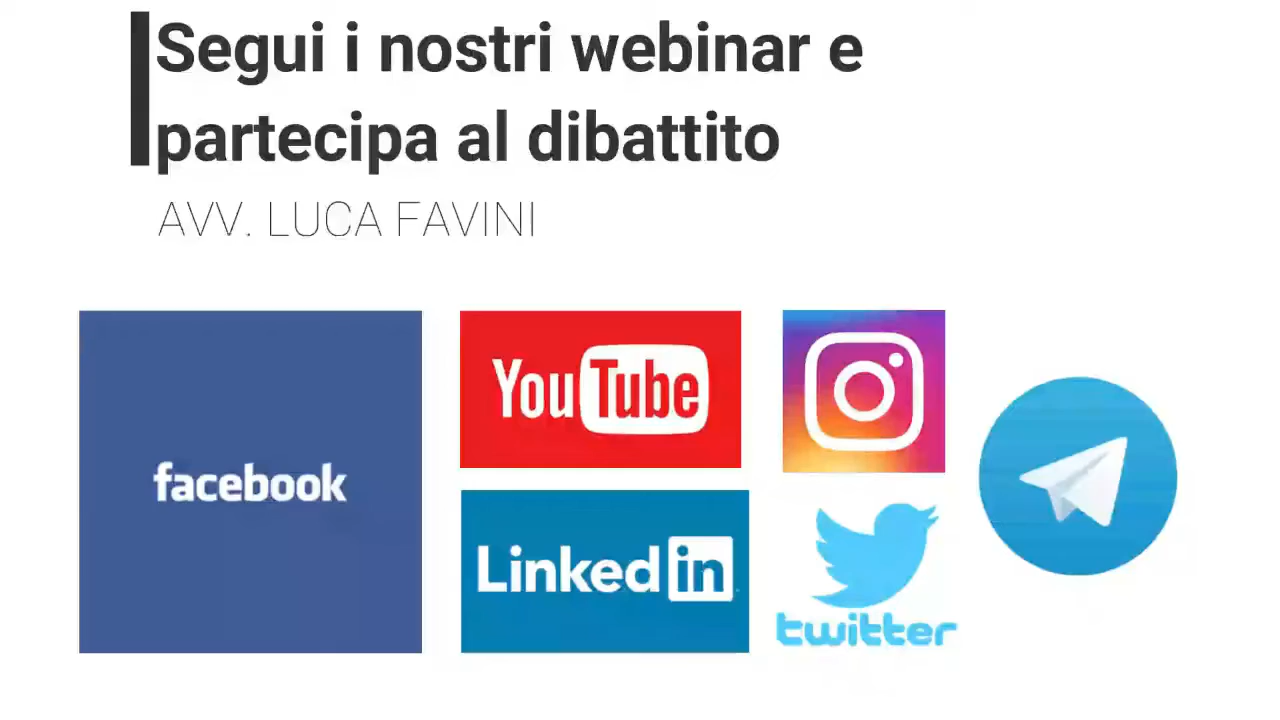 Segui i nostri webinar e
partecipa al dibattito
AVV. LUCA FAVINI
facebook
YouTube
Linkedin
twitter